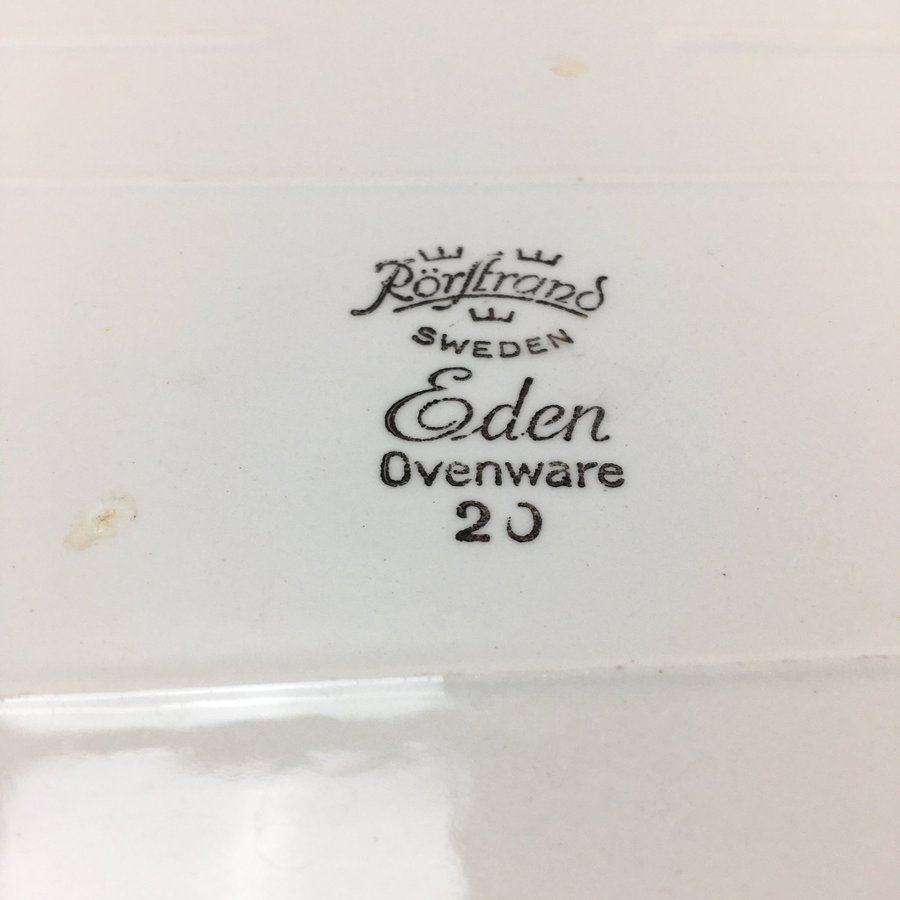 Rörstrand
SWEDEN
Eden
Ovenware
20